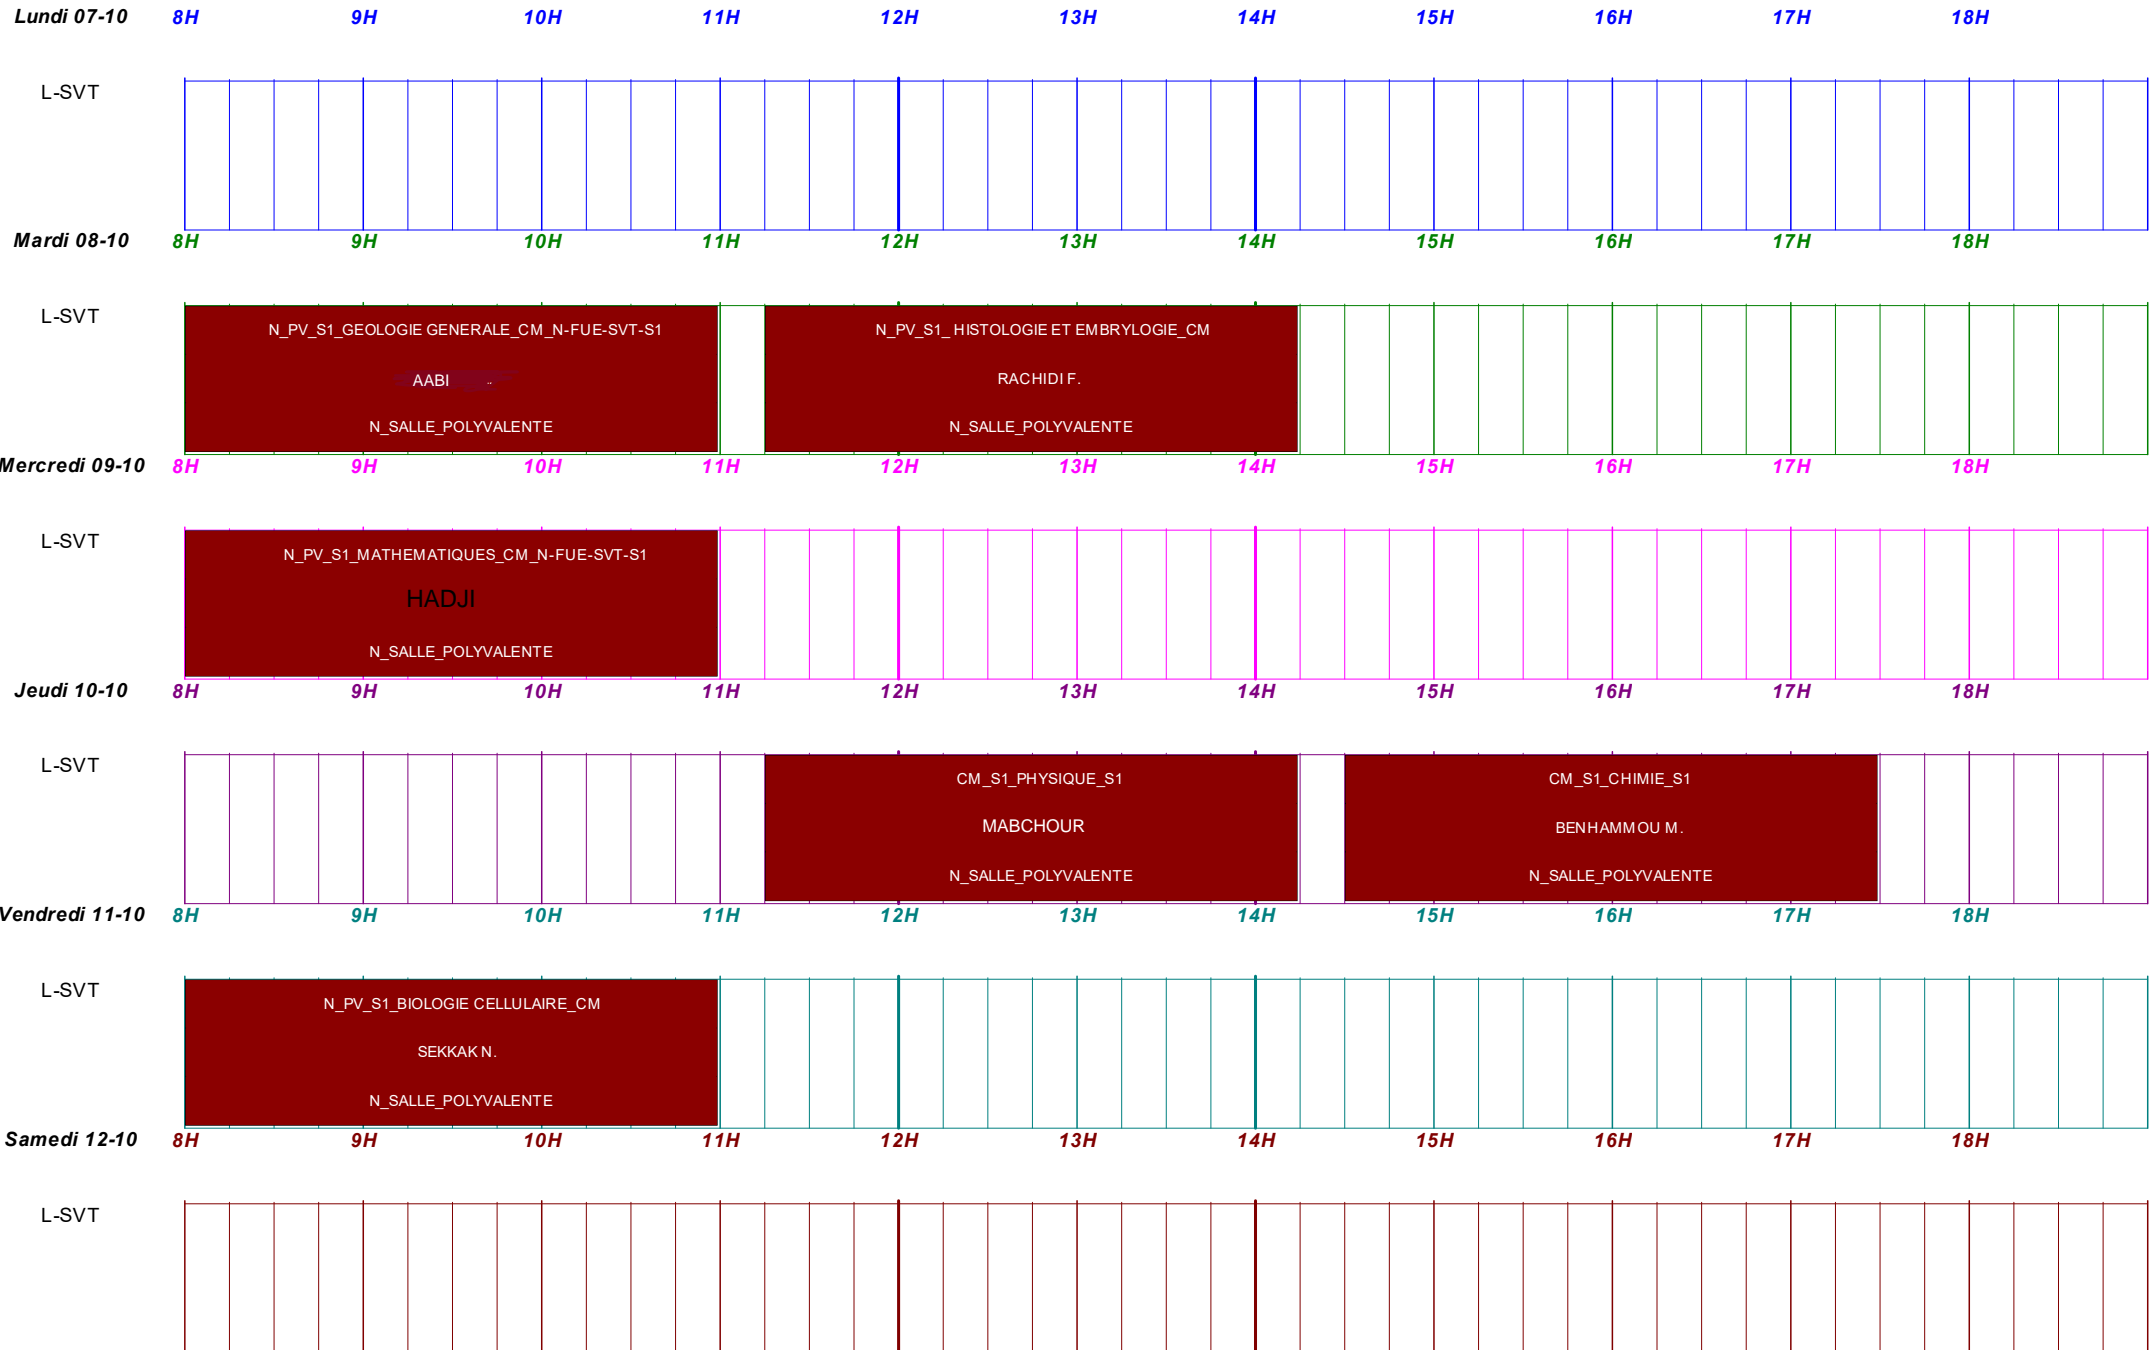 Lundi 07-10 8H 9H 10H 11H 12H 13H 14H 15H 16H 17H 18H
L-SVT
Mardi 08-10 8H 9H 10H 11H 12H 13H 14H 15H 16H 17H 18H
L-SVT
N_PV_S1_GEOLOGIE GENERALE_CM_N-FUE-SVT-S1
AABI ..
N_SALLE_POLYVALENTE
N_PV_S1_ HISTOLOGIE ET EMBRYLOGIE_CM
RACHIDI F.
N_SALLE_POLYVALENTE
Mercredi 09-10 8H 9H 10H 11H 12H 13H 14H 15H 16H 17H 18H
L-SVT
N_PV_S1_MATHEMATIQUES_CM_N-FUE-SVT-S1
HADJI
N_SALLE_POLYVALENTE
Jeudi 10-10 8H 9H 10H 11H 12H 13H 14H 15H 16H 17H 18H
L-SVT
CM_S1_PHYSIQUE_S1
MABCHOUR
N_SALLE_POLYVALENTE
CM_S1_CHIMIE_S1
BENHAMMOU M.
N_SALLE_POLYVALENTE
Vendredi 11-10 8H 9H 10H 11H 12H 13H 14H 15H 16H 17H 18H
L-SVT
N_PV_S1_BIOLOGIE CELLULAIRE_CM
SEKKAK N.
N_SALLE_POLYVALENTE
Samedi 12-10 8H 9H 10H 11H 12H 13H 14H 15H 16H 17H 18H
L-SVT